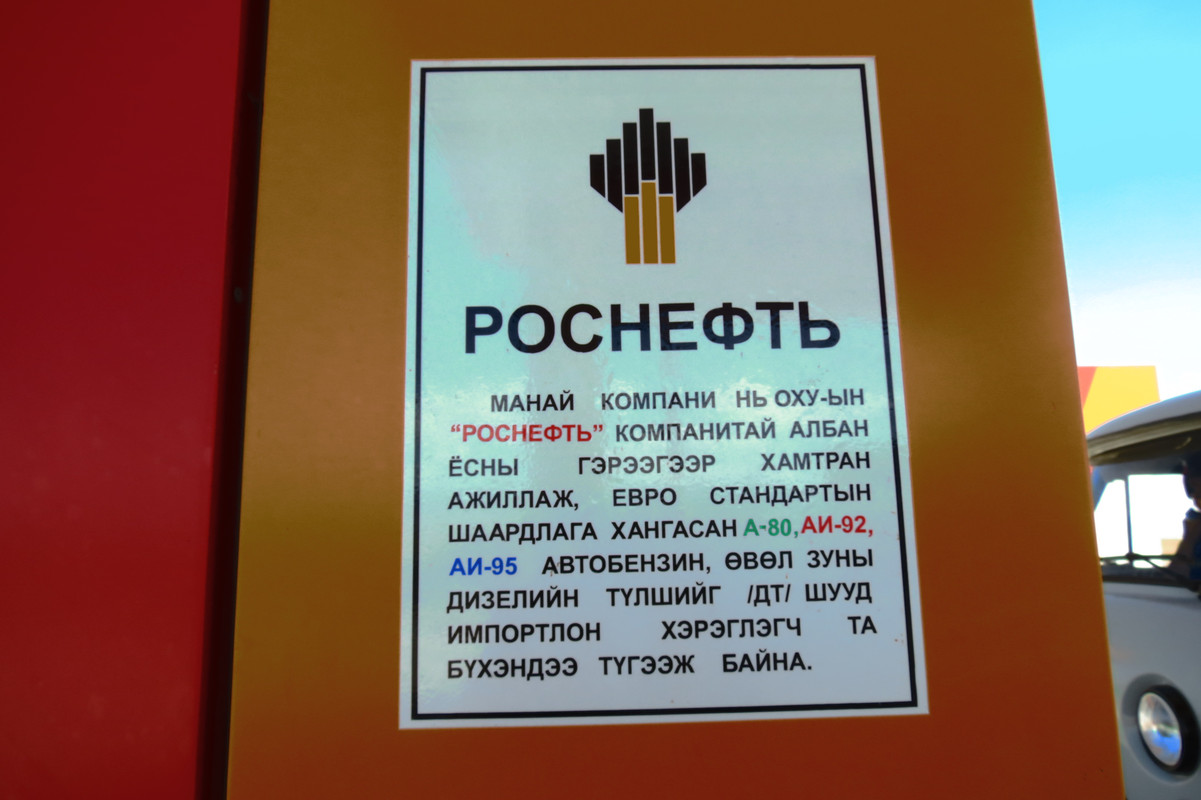 РОСНЕФТЬ
МАНАЙ КОМПАНИ НЬ ОХУ-ЫН
“РОСНЕФТЬ” КОМПАНИТАЙ АЛБАН
ЁСНЫ ГЭРЭЭГЭЭР ХАМТРАН
АЖИЛЛАЖ, ЕВРО СТАНДАРТЫН
ШААРДЛАГА ХАНГАСАН А-80, АИ-92,
АИ-95 АВТОБЕНЗИН, ӨВӨЛ ЗУНЫ
ДИЗЕЛИЙН ТҮЛШИЙГ /ДТ/ ШУУД
ИМПОРТЛОН ХЭРЭГЛЭГЧ ТА
БҮХЭНДЭЭ ТҮГЭЭЖ БАЙНА.